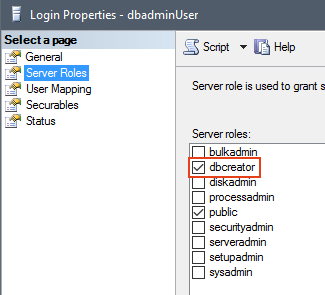 Login Properties - dbadminUser
Select a page
General
Server Roles
User Mapping
Securables
Status
Script
Help
Server role is used to grant s
Server roles:
bulkadmin
dbcreator
diskadmin
processadmin
public
securityadmin
serveradmin
setupadmin
sysadmin